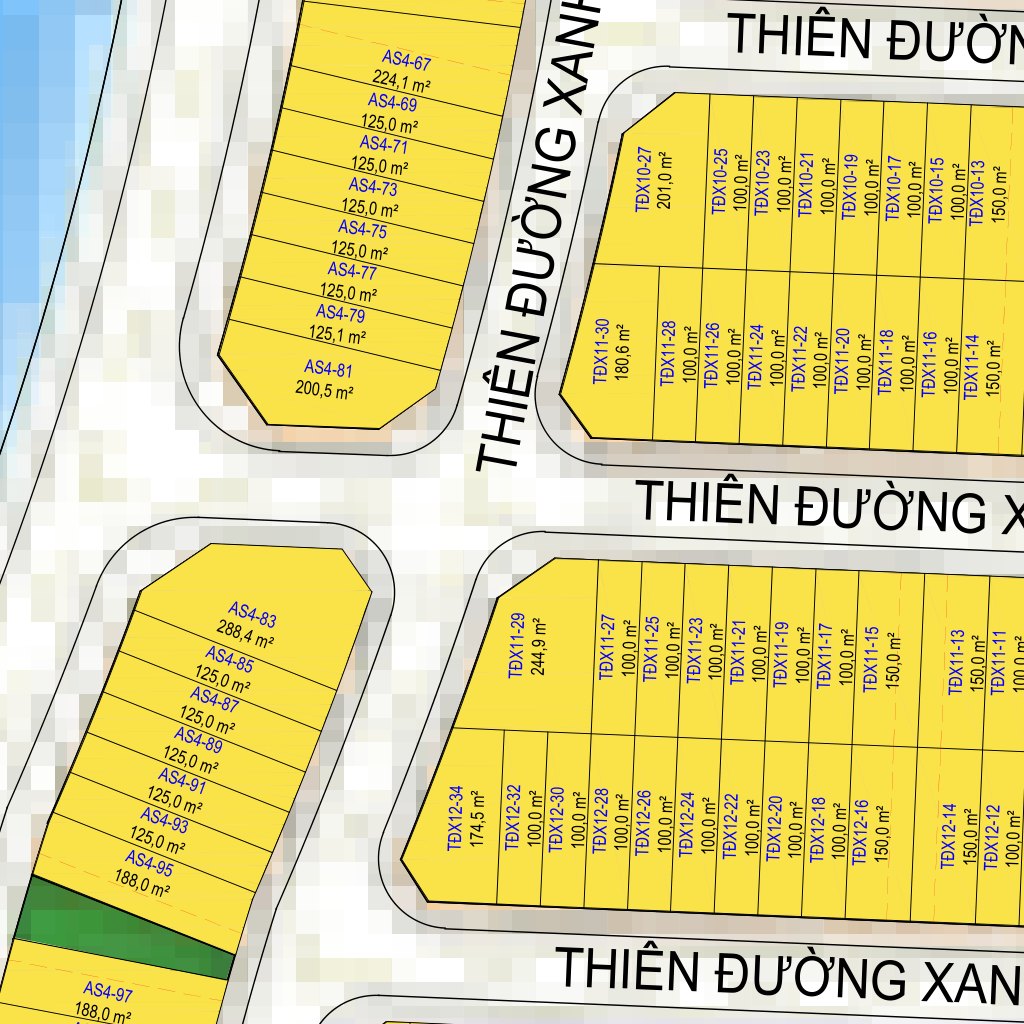 THIÊN ĐƯỜN
THIÊN ĐƯỜNG XANH
AS4-67
224,1 m²
AS4-69
125,0 m²
AS4-71
125,0 m²
AS4-73
125,0 m²
AS4-75
125,0 m²
AS4-77
125,0 m²
AS4-79
125,1 m²
AS4-81
200,5 m²
TĐX10-27
201,0 m²
TĐX10-25
100,0 m²
TĐX10-23
100,0 m²
TĐX10-21
100,0 m²
TĐX10-19
100,0 m²
TĐX10-17
100,0 m²
TĐX10-15
100,0 m²
TĐX10-13
150,0 m²
TĐX11-30
180,6 m²
TĐX11-28
100,0 m²
TĐX11-26
100,0 m²
TĐX11-24
100,0 m²
TĐX11-22
100,0 m²
TĐX11-20
100,0 m²
TĐX11-18
100,0 m²
TĐX11-16
100,0 m²
TĐX11-14
150,0 m²
THIÊN ĐƯỜNG X
AS4-83
288,4 m²
AS4-85
125,0 m²
AS4-87
125,0 m²
AS4-89
125,0 m²
AS4-91
125,0 m²
AS4-93
125,0 m²
AS4-95
188,0 m²
AS4-97
188,0 m²
TĐX11-29
244,9 m²
TĐX11-27
100,0 m²
TĐX11-25
100,0 m²
TĐX11-23
100,0 m²
TĐX11-21
100,0 m²
TĐX11-19
100,0 m²
TĐX11-17
100,0 m²
TĐX11-15
150,0 m²
TĐX11-13
150,0 m²
TĐX11-11
100,0 m²
TĐX12-34
174,5 m²
TĐX12-32
100,0 m²
TĐX12-30
100,0 m²
TĐX12-28
100,0 m²
TĐX12-26
100,0 m²
TĐX12-24
100,0 m²
TĐX12-22
100,0 m²
TĐX12-20
100,0 m²
TĐX12-18
100,0 m²
TĐX12-16
150,0 m²
TĐX12-14
150,0 m²
TĐX12-12
100,0 m²
THIÊN ĐƯỜNG XAN